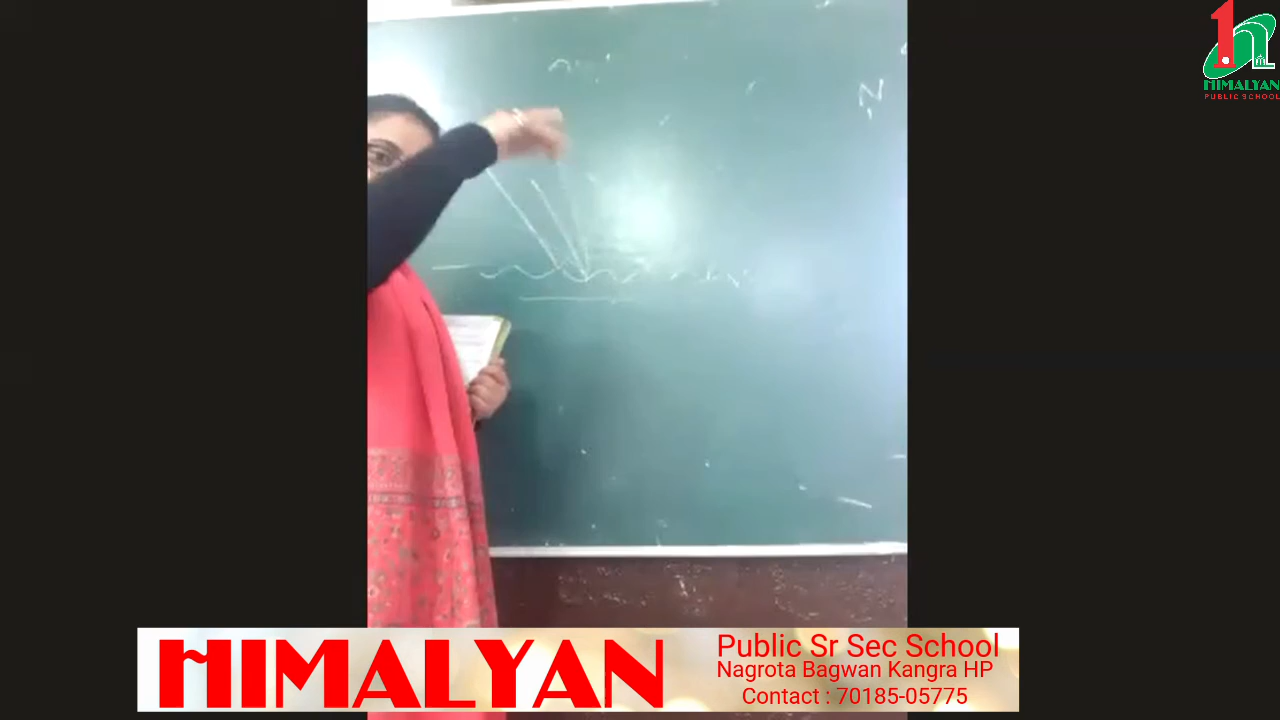 HIMALYAN
PUBLIC SCHOOL
N
HIMALYAN
Public Sr Sec School
Nagrota Bagwan Kangra HP
Contact : 70185-05775